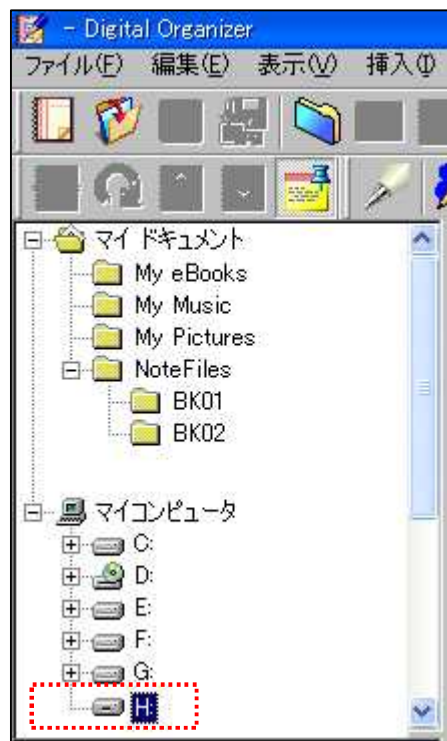 - Digital Organizer
ファイル(F) 編集(E) 表示(V) 挿入(I
マイ ドキュメント
My eBooks
My Music
My Pictures
NoteFiles
BK01
BK02
マイコンピュータ
C:
D:
E:
F:
G:
H: